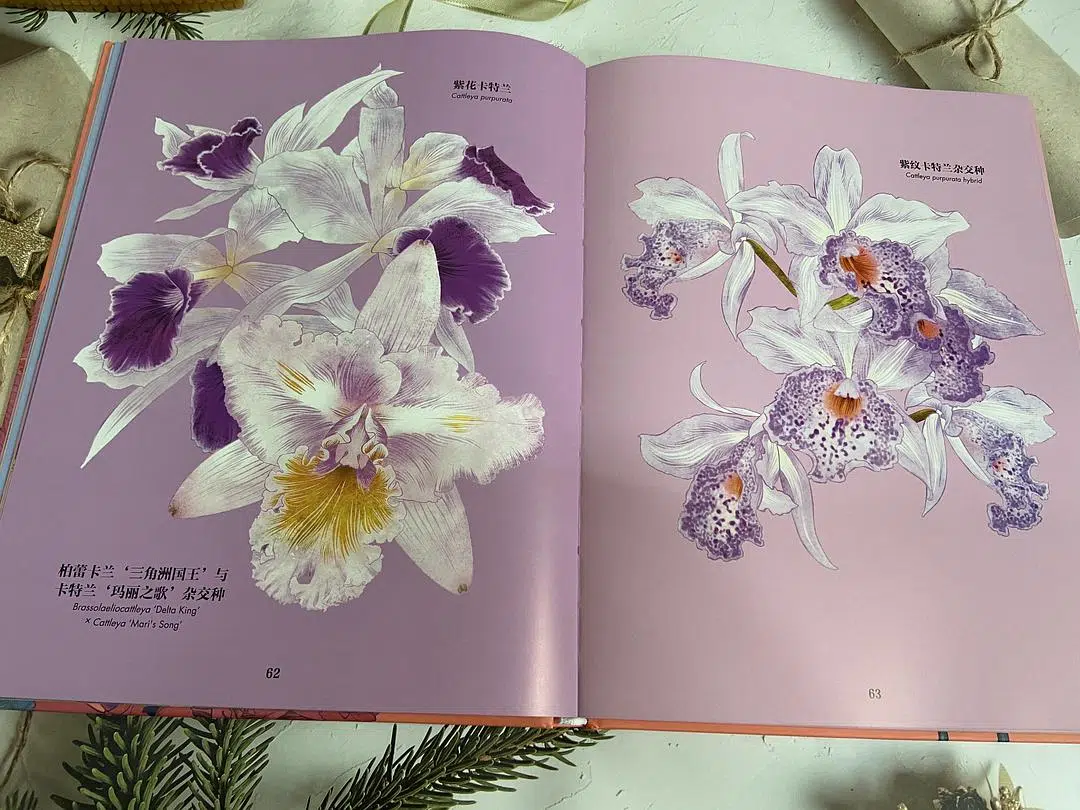 紫花卡特兰
Cattleya purpurata
柏蕾卡兰‘三角洲国王’与
卡特兰‘玛丽之歌’杂交种
Brassolaeliocattleya ‘Delta King’
× Cattleya ‘Mari's Song’
62
紫纹卡特兰杂交种
Cattleya purpurata hybrid
63